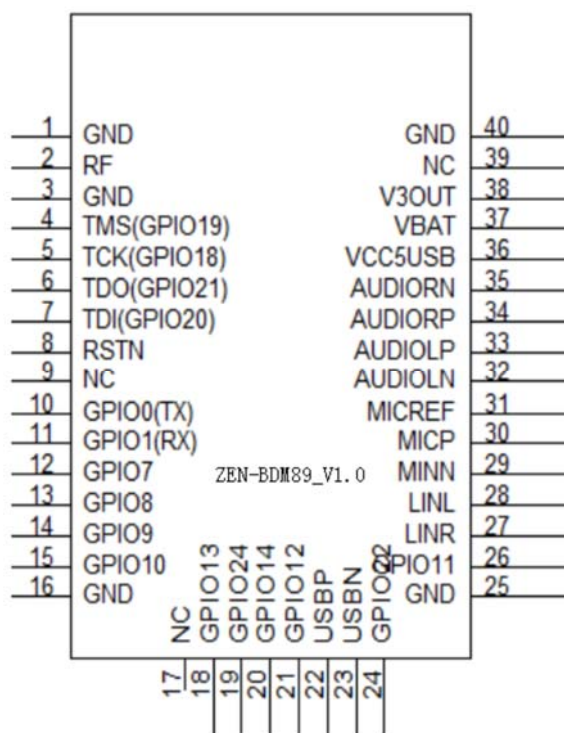 1 GND
2 RF
3 GND
4 TMS(GPIO19)
5 TCK(GPIO18)
6 TDO(GPIO21)
7 TDI(GPIO20)
8 RSTN
9 NC
10 GPIO0(TX)
11 GPIO1(RX)
12 GPIO7
13 GPIO8
14 GPIO9
15 GPIO10
16 GND
ZEN-BDM89_V1.0
NC 17
GPIO13 18
GPIO24 19
GPIO14 20
GPIO12 21
USBP 22
USBN 23
GPIO22 24
GND 40
NC 39
V3OUT 38
VBAT 37
VCC5USB 36
AUDIORN 35
AUDIORP 34
AUDIOLP 33
AUDIOLN 32
MICREF 31
MICP 30
MINN 29
LINL 28
LINR 27
GPIO11 26
GND 25